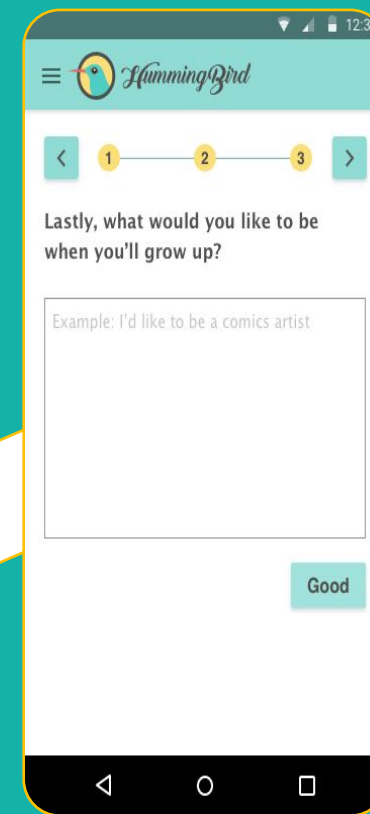 12:3
HummingBird
1 2 3
Lastly, what would you like to be
when you'll grow up?
Example: I'd like to be a comics artist
Good